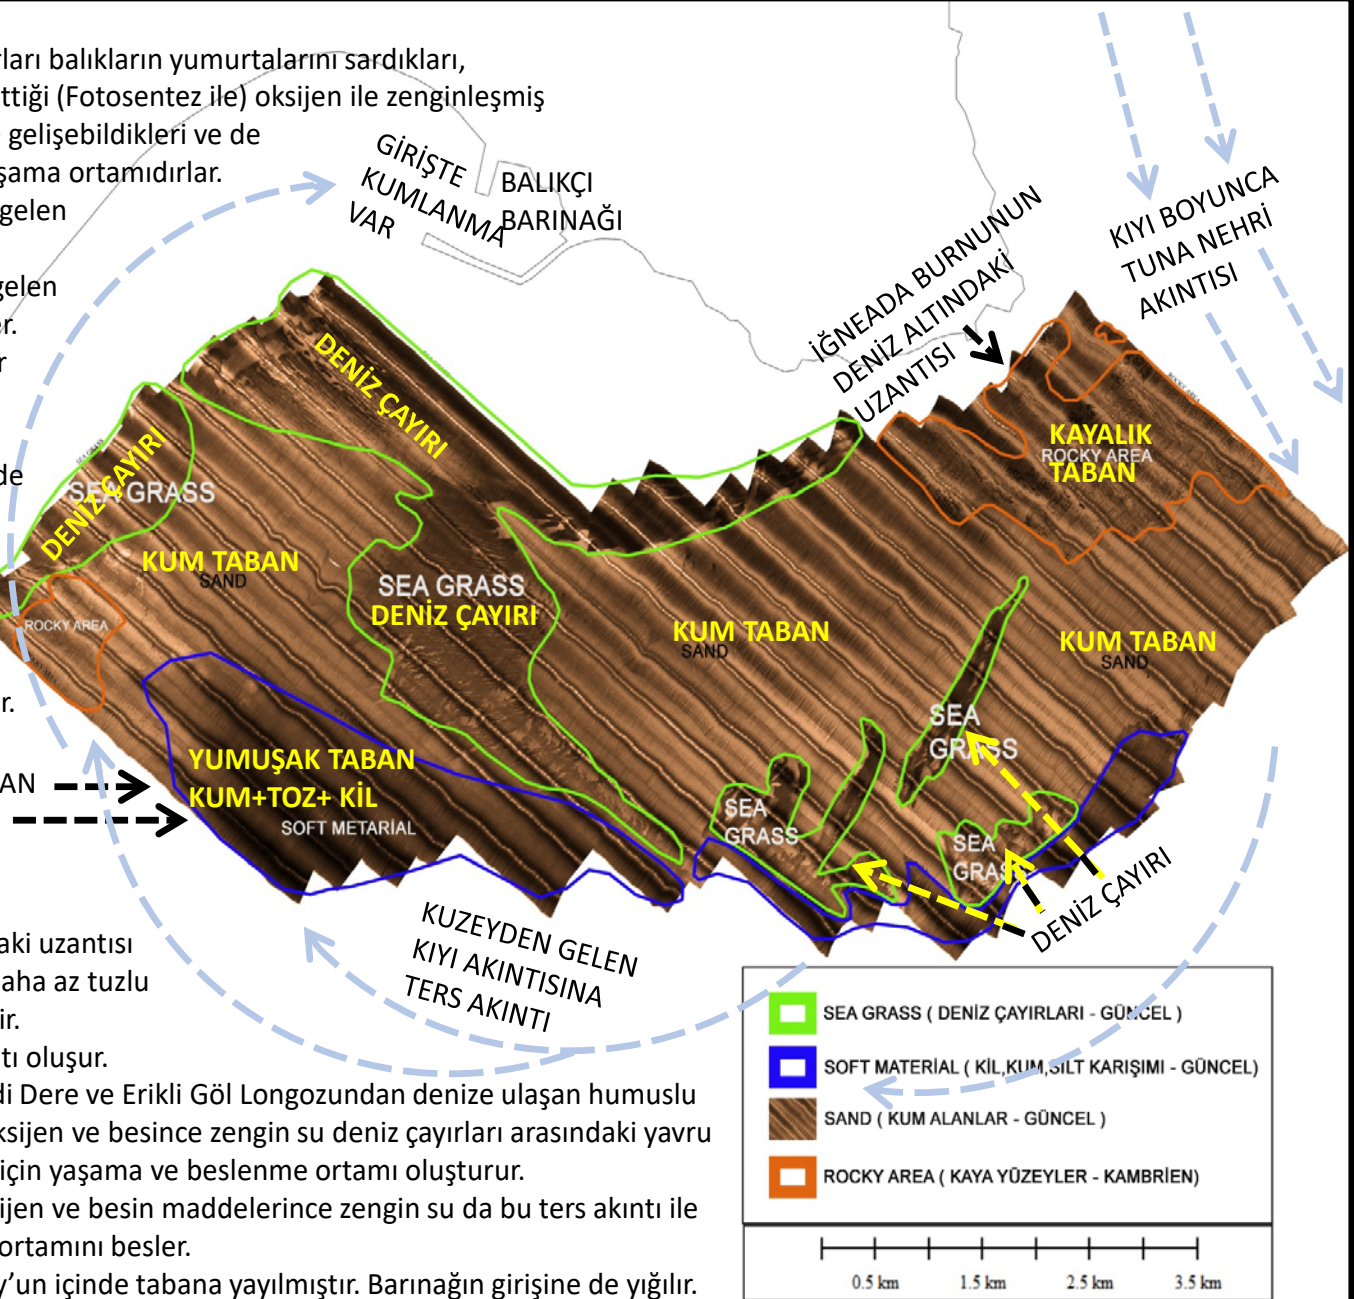 rları balıkların yumurtalarını sardıkları,
ttiği (Fotosentez ile) oksijen ile zenginleşmiş
gelişebildikleri ve de
şama ortamıdırlar.
gelen
gelen
er.
r
de
r.
AN
aki uzantısı
aha az tuzlu
ir.
tı oluşur.
di Dere ve Erikli Göl Longozundan denize ulaşan humuslu
ksijen ve besince zengin su deniz çayırları arasındaki yavru
için yaşama ve beslenme ortamı oluşturur.
ijen ve besin maddelerince zengin su da bu ters akıntı ile
ortamını besler.
y’un içinde tabana yayılmıştır. Barınağın girişine de yığılır.
GİRİŞTE
KUMLANMA
VAR
BALIKÇI
BARINAĞI
İĞNEADA BURNUNUN
DENİZ ALTINDAKİ
UZANTISI
KIYI BOYUNCA
TUNA NEHRİ
AKINTISI
DENİZ ÇAYIRI
SEA GRASS
SEA GRASS
DENİZ ÇAYIRI
KUM TABAN
SAND
ROCKY AREA
SEA GRASS
DENİZ ÇAYIRI
KUM TABAN
SAND
KAYALIK
ROCKY AREA
TABAN
ROCKY AREA
KUM TABAN
SAND
YUMUŞAK TABAN
KUM+TOZ+ KİL
SOFT METARİAL
SEA
GRASS
SEA
GRASS
SEA
GRAS
DENİZ ÇAYIRI
KUZEYDEN GELEN
KIYI AKINTISINA
TERS AKINTI
SEA GRASS ( DENİZ ÇAYIRLARI - GÜNCEL )
SOFT MATERİAL ( KİL,KUM,SILT KARIŞIMI - GÜNCEL)
SAND ( KUM ALANLAR - GÜNCEL )
ROCKY AREA ( KAYA YÜZEYLER - KAMBRİEN)
0.5 km 1.5 km 2.5 km 3.5 km